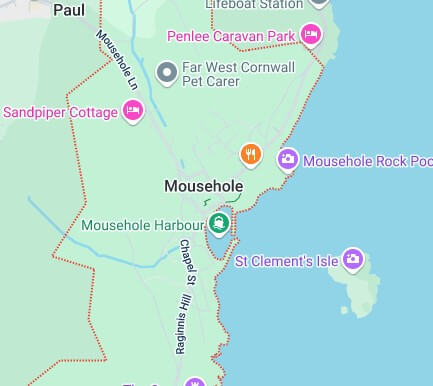 Lifeboat Station
Paul
Penlee Caravan Park
Mousehole Ln
Far West Cornwall
Pet Carer
Sandpiper Cottage
Mousehole Rock Poo
Mousehole
Mousehole Harbour
Chapel St
St Clement's Isle
Raginnis Hill